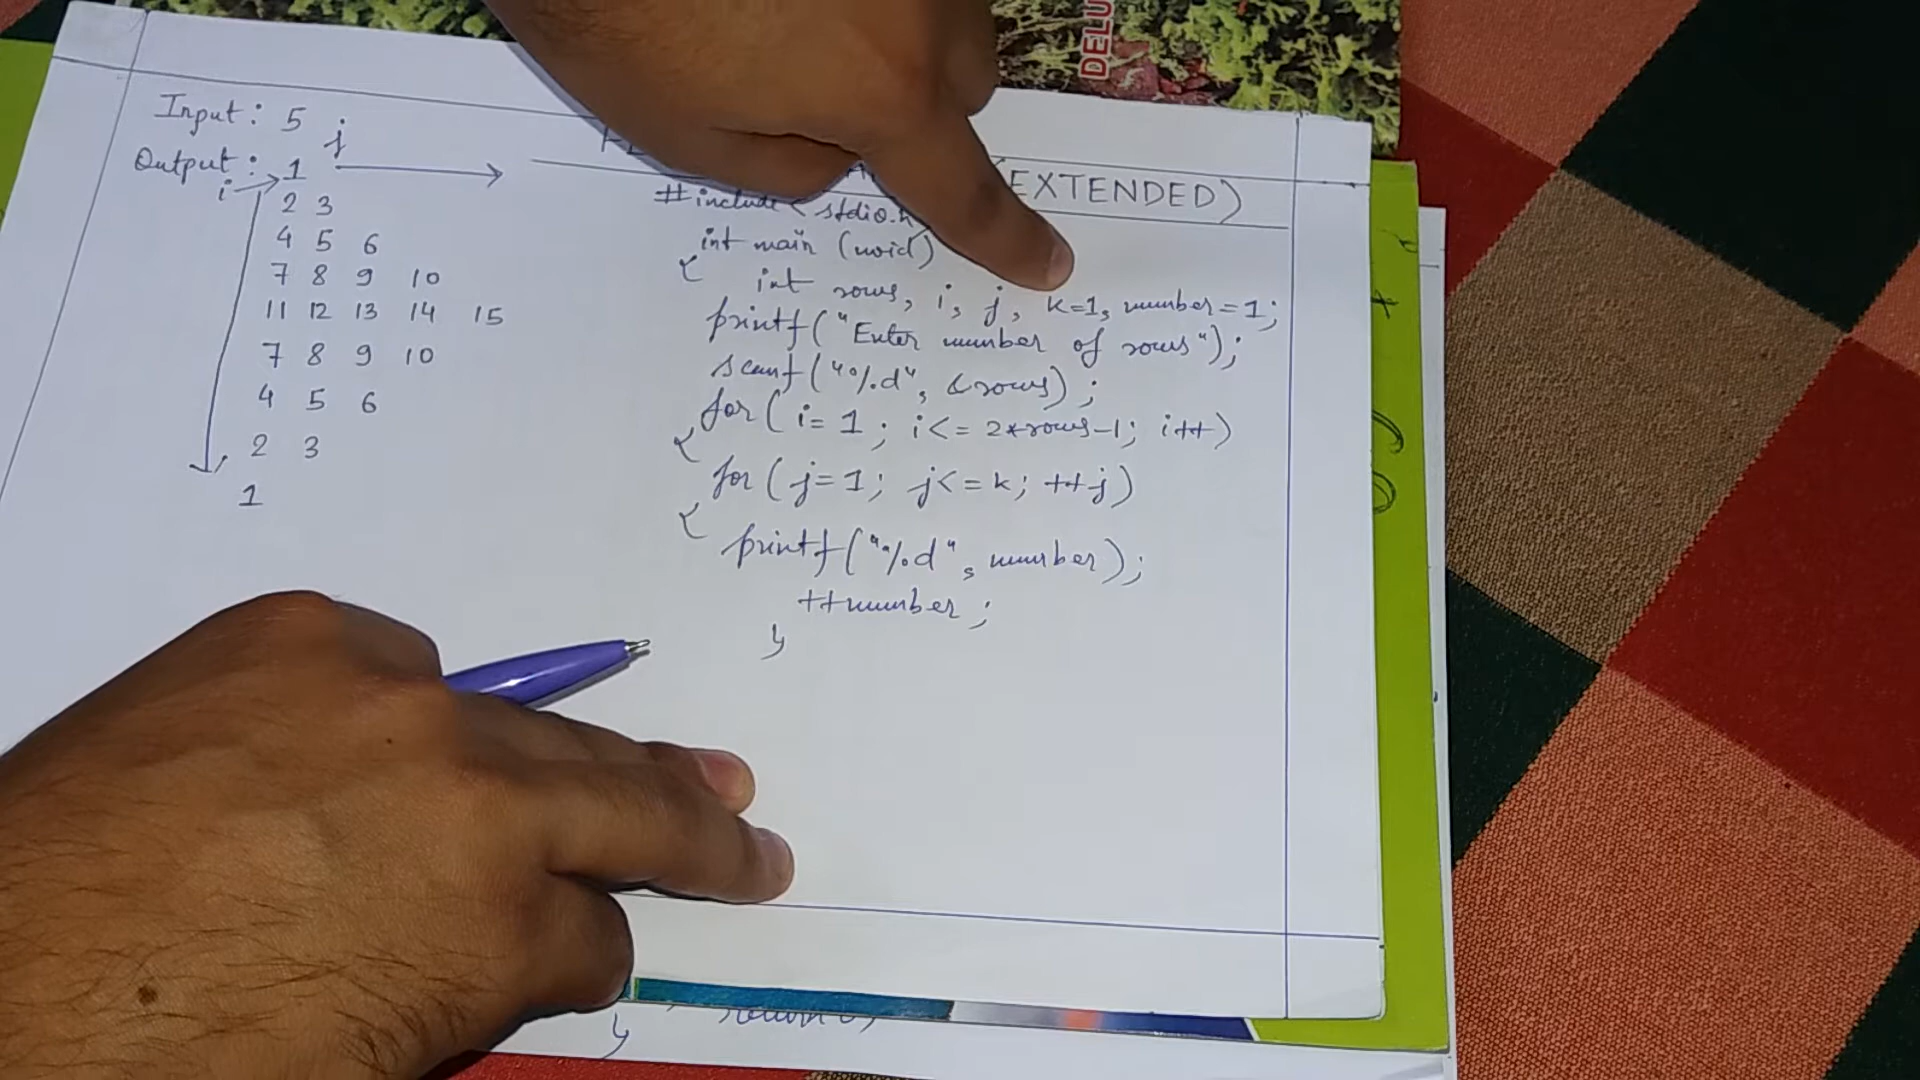 Input: 5
j
Output: 1
i
2 3
4 5 6
7 8 9 10
11 12 13 14 15
7 8 9 10
4 5 6
2 3
1
(EXTENDED)
#include<stdio.h
int main (void)
{
int rows, i, j, k=1, number=1;
printf("Enter number of rows");
scanf("%d", &rows);
for(i=1; i<=2*rows-1; i++)
{
for(j=1; j<=k; ++j)
{
printf("%d", number);
++number;
}
}
DELU